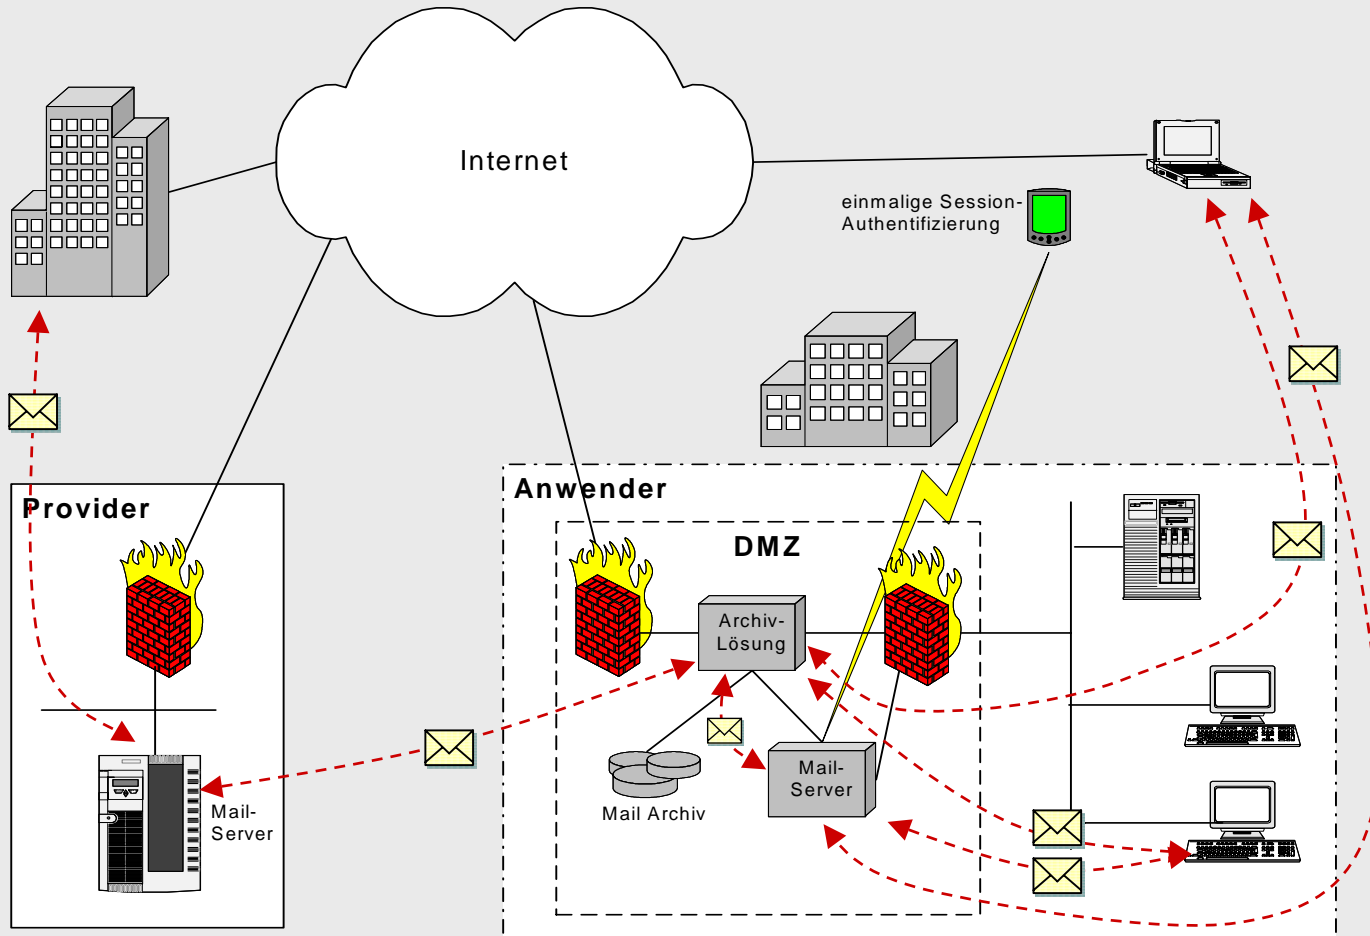 Internet
einmalige Session-
Authentifizierung
Provider
Anwender
DMZ
Archiv-
Lösung
Mail-
Server
Mail Archiv
Mail-
Server